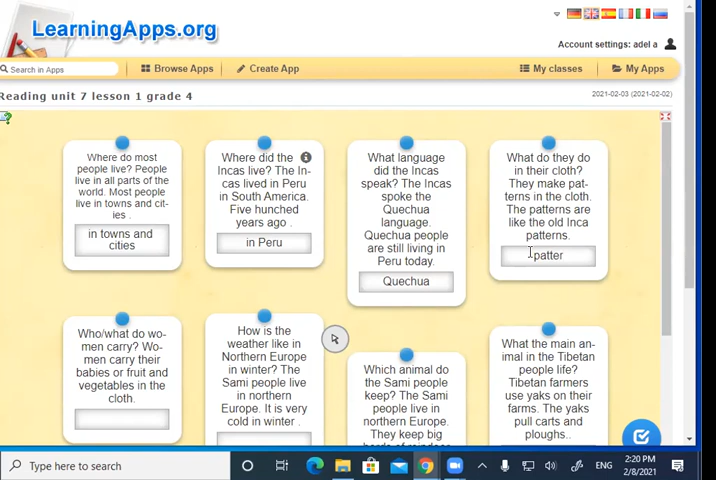 LearningApps.org
Account settings: adel a
Search in Apps
Browse Apps
Create App
My classes
My Apps
Reading unit 7 lesson 1 grade 4
2021-02-03 (2021-02-02)
Where do most
people live? People
live in all parts of the
world. Most people
live in towns and cit-
ies .
in towns and
cities
Where did the
Incas live? The In-
cas lived in Peru
in South America.
Five hunched
years ago .
in Peru
What language
did the Incas
speak? The Incas
spoke the
Quechua
language.
Quechua people
are still living in
Peru today.
Quechua
What do they do
in their cloth?
They make pat-
terns in the cloth.
The patterns are
like the old Inca
patterns.
patter
Who/what do wo-
men carry? Wo-
men carry their
babies or fruit and
vegetables in the
cloth.
How is the
weather like in
Northern Europe
in winter? The
Sami people live
in northern
Europe. It is very
cold in winter .
Which animal do
the Sami people
keep? The Sami
people live in
northern Europe.
They keep big
herds of reindeer
What the main an-
imal in the Tibetan
people life?
Tibetan farmers
use yaks on their
farms. The yaks
pull carts and
ploughs..
Type here to search
ENG
2:20 PM
2/8/2021